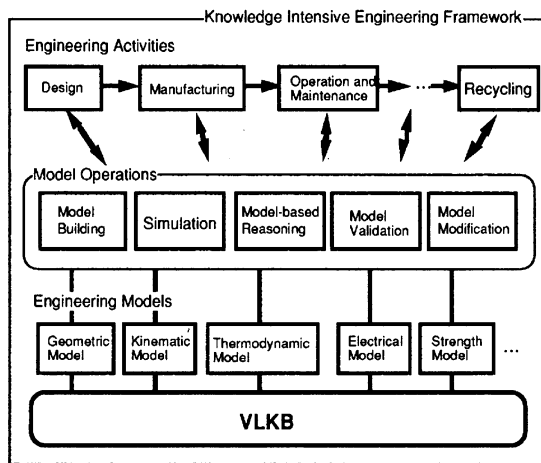 Knowledge Intensive Engineering Framework
Engineering Activities
Design
Manufacturing
Operation and
Maintenance
...
Recycling
Model Operations
Model
Building
Simulation
Model-based
Reasoning
Model
Validation
Model
Modification
Engineering Models
Geometric
Model
Kinematic
Model
Thermodynamic
Model
Electrical
Model
Strength
Model
...
VLKB